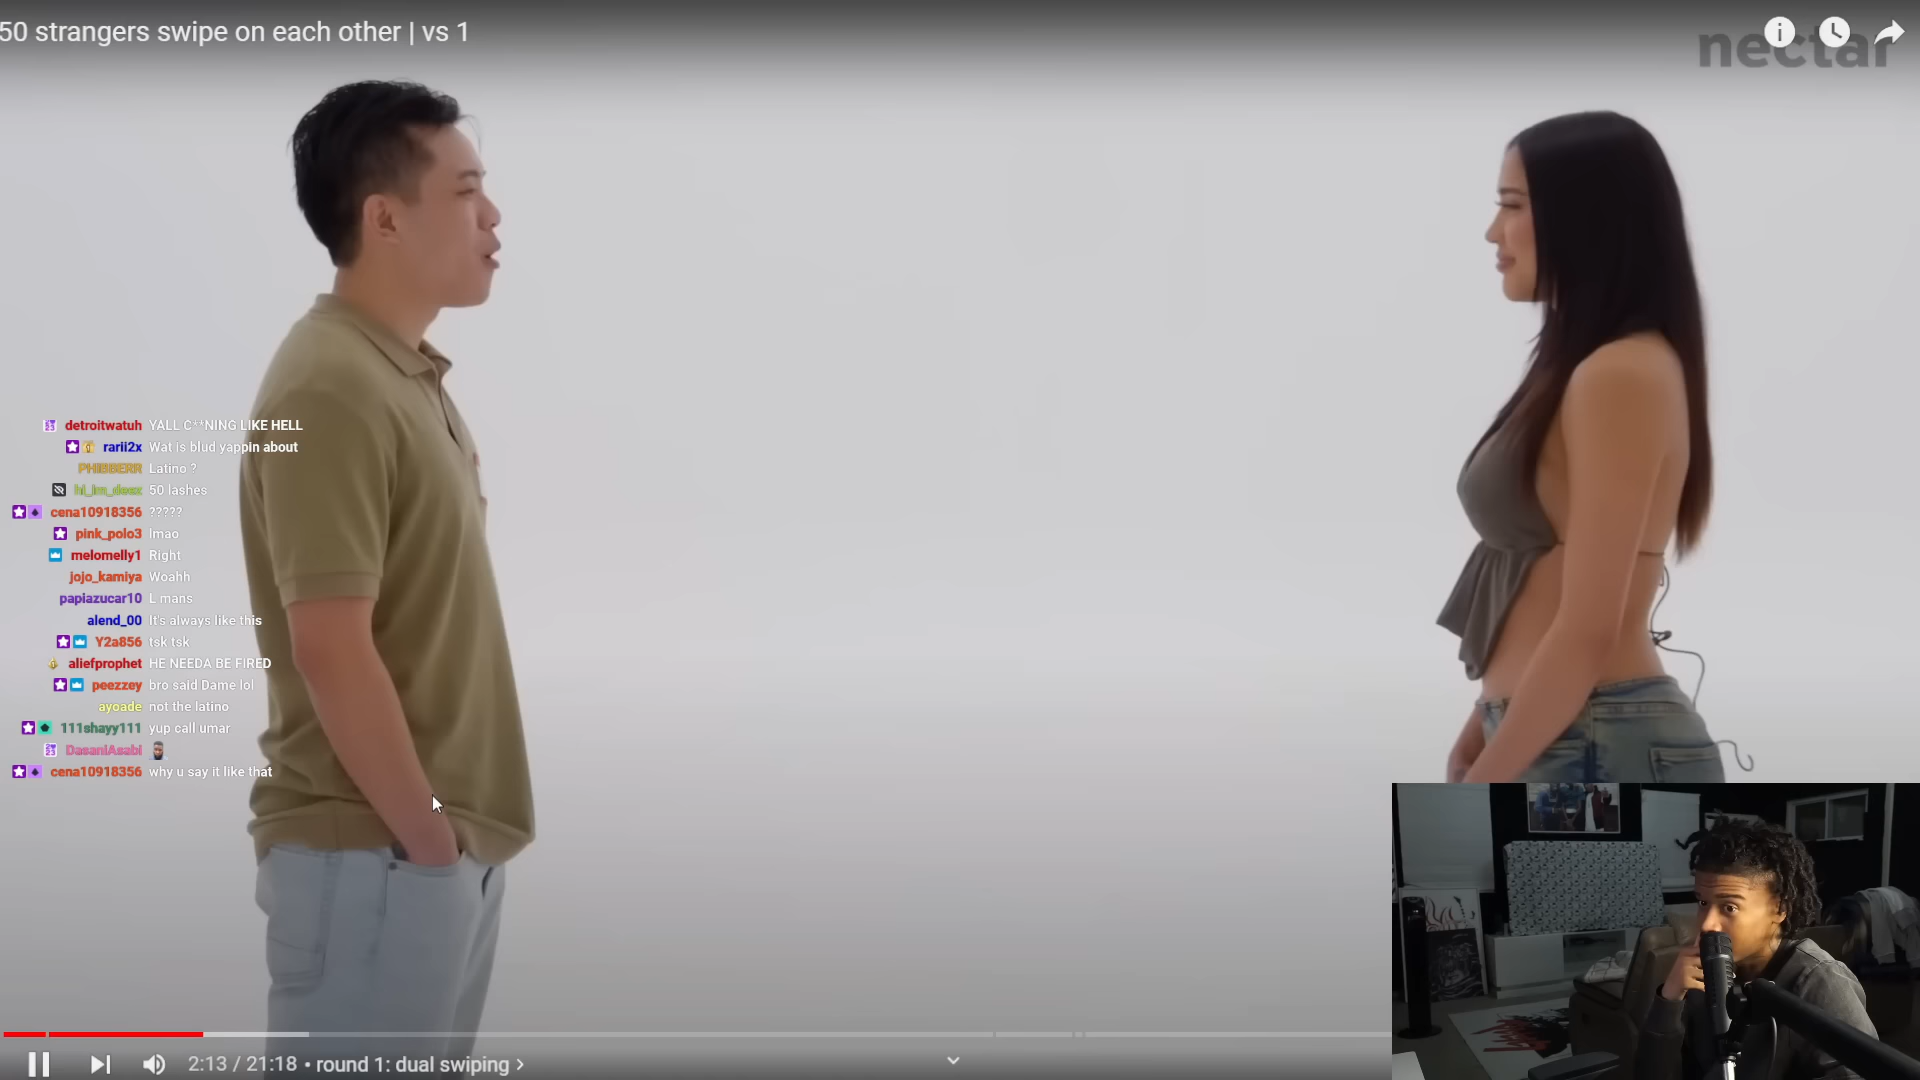 50 strangers swipe on each other | vs 1
nectar
detroitwatuh YALL C**NING LIKE HELL
rarii2x Wat is blud yappin about
PHIBBERR Latino ?
hi_im_deez 50 lashes
cena10918356 ?????
pink_polo3 lmao
melomelly1 Right
jojo_kamiya Woahh
papiazucar10 L mans
alend_00 It's always like this
Y2a856 tsk tsk
aliefprophet HE NEEDA BE FIRED
peezzey bro said Dame lol
ayoade not the latino
111shayy111 yup call umar
DasaniAsabi
cena10918356 why u say it like that
2:13 / 21:18 • round 1: dual swiping >